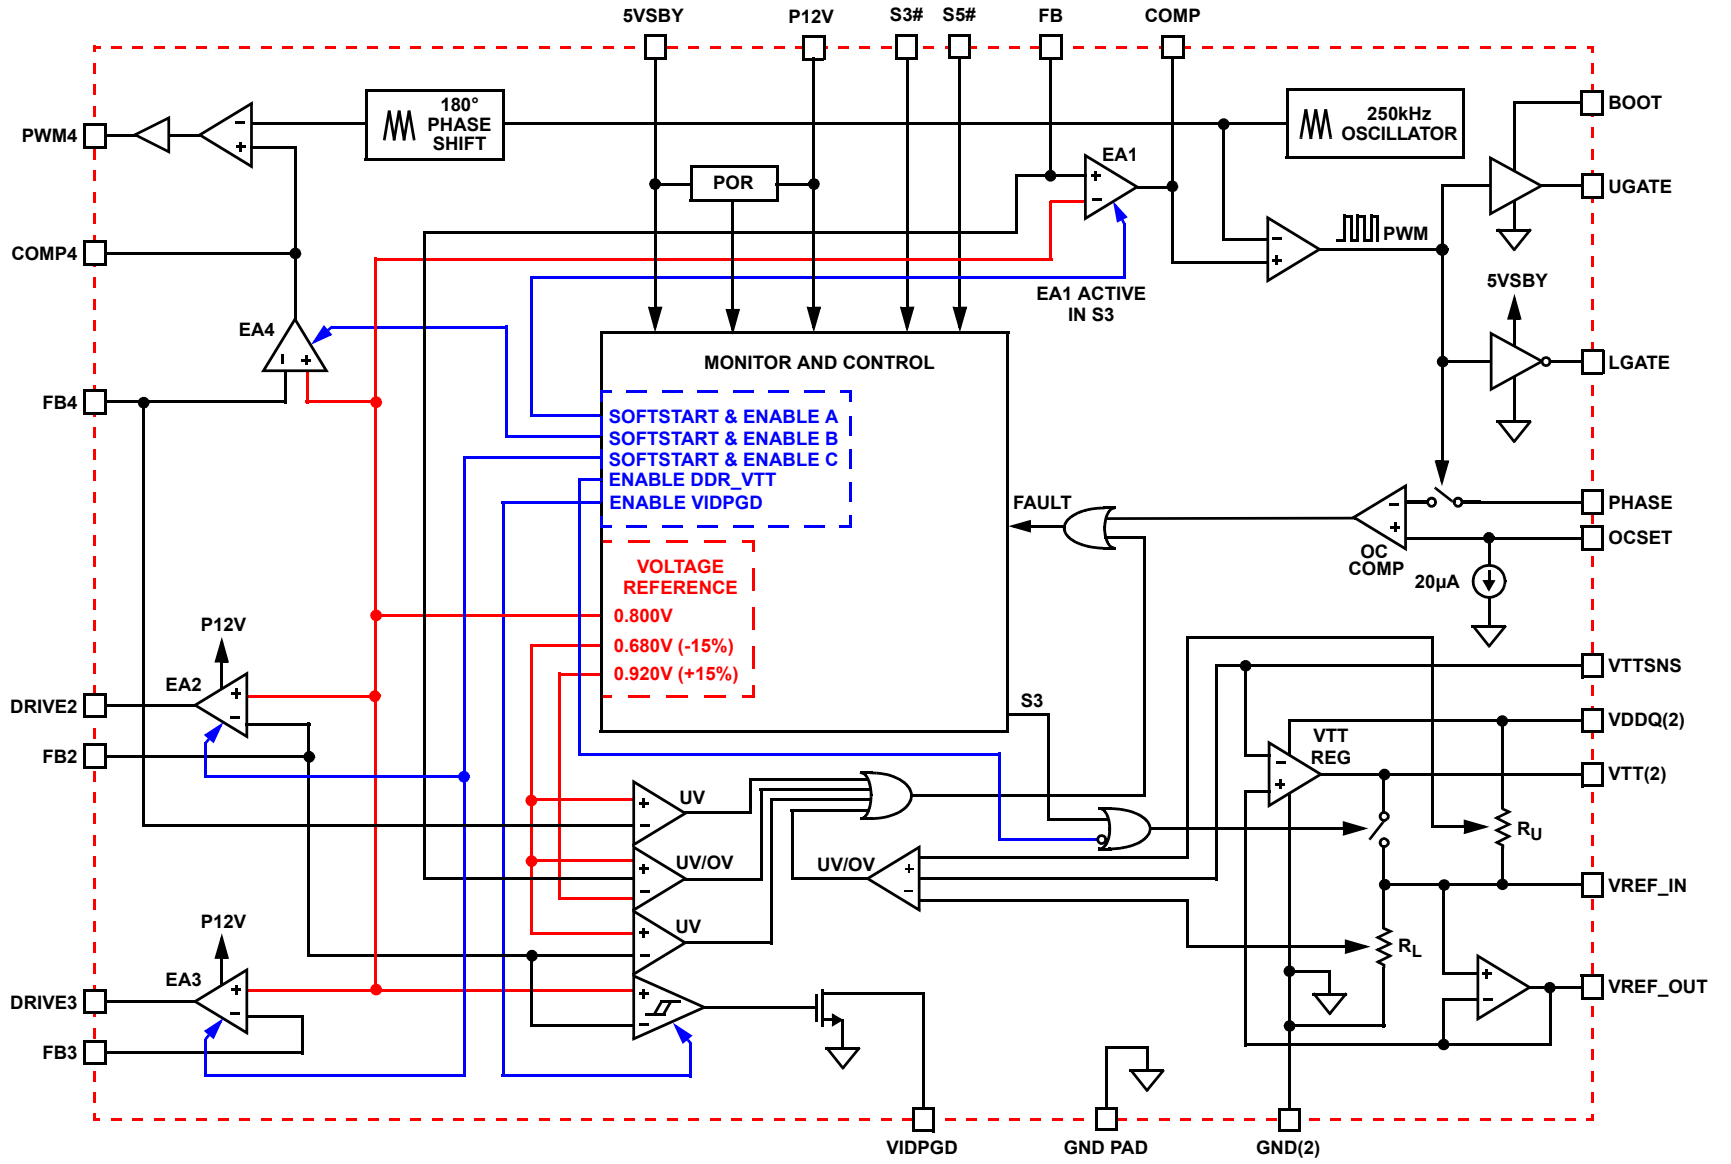 5VSBY
P12V
S3#
S5#
FB
COMP
PWM4
180°
PHASE
SHIFT
250kHz
OSCILLATOR
BOOT
EA1
POR
UGATE
PWM
COMP4
5VSBY
EA1 ACTIVE
IN S3
EA4
MONITOR AND CONTROL
LGATE
FB4
SOFTSTART & ENABLE A
SOFTSTART & ENABLE B
SOFTSTART & ENABLE C
ENABLE DDR_VTT
ENABLE VIDPGD
FAULT
PHASE
OCSET
OC
COMP
20µA
VOLTAGE
REFERENCE
0.800V
0.680V (-15%)
0.920V (+15%)
P12V
EA2
DRIVE2
FB2
S3
VTTSNS
VDDQ(2)
VTT
REG
VTT(2)
UV
RU
UV/OV
UV/OV
VREF_IN
P12V
UV
RL
EA3
DRIVE3
VREF_OUT
FB3
VIDPGD
GND PAD
GND(2)